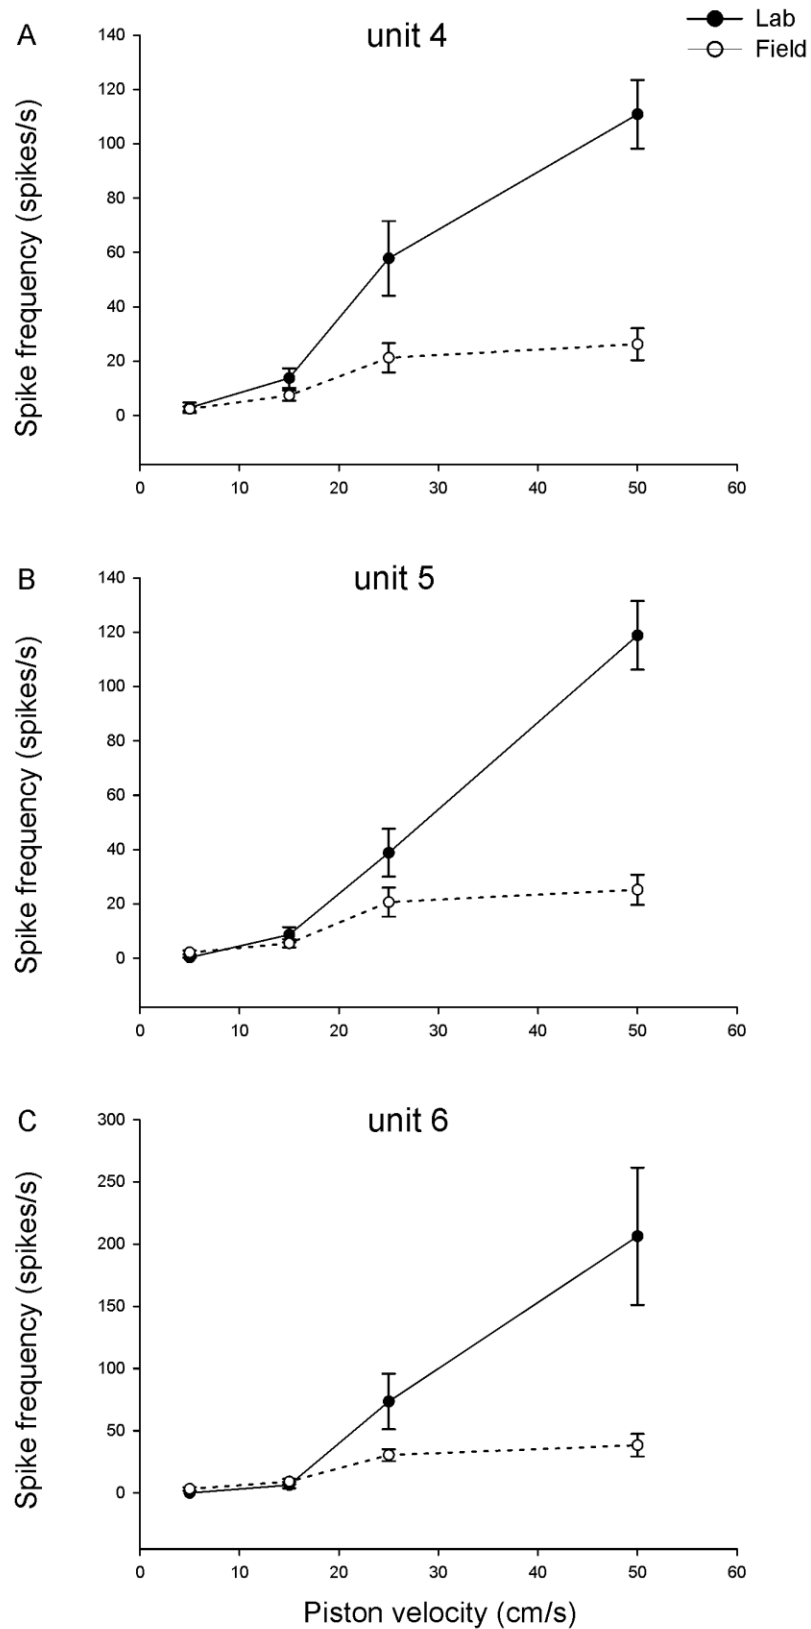 A
unit 4
Lab
Field
Spike frequency (spikes/s)
140
120
100
80
60
40
20
0
0 10 20 30 40 50 60
B
unit 5
Spike frequency (spikes/s)
140
120
100
80
60
40
20
0
0 10 20 30 40 50 60
C
unit 6
Spike frequency (spikes/s)
300
250
200
150
100
50
0
0 10 20 30 40 50 60
Piston velocity (cm/s)